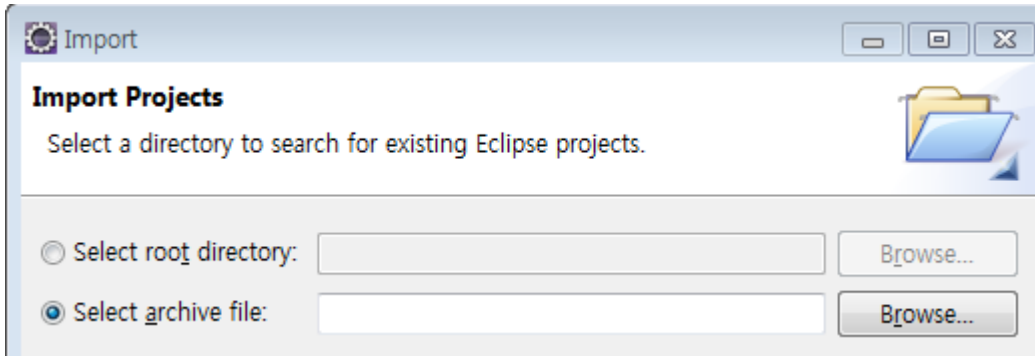 Import
Import Projects
Select a directory to search for existing Eclipse projects.
Select root directory: Browse...
Select archive file: Browse...